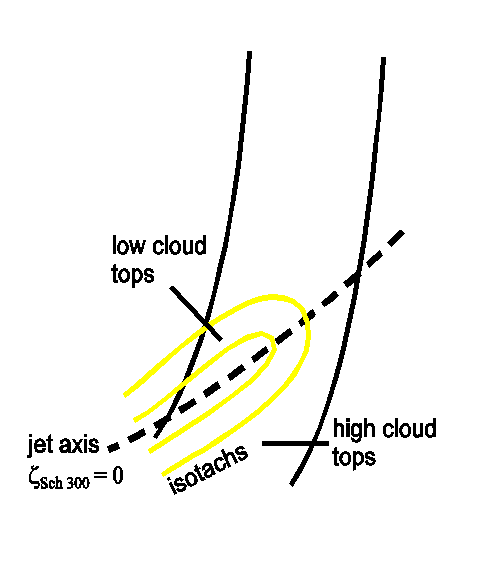 low cloud
tops
jet axis
ζSch 300 = 0
isotachs
high cloud
tops